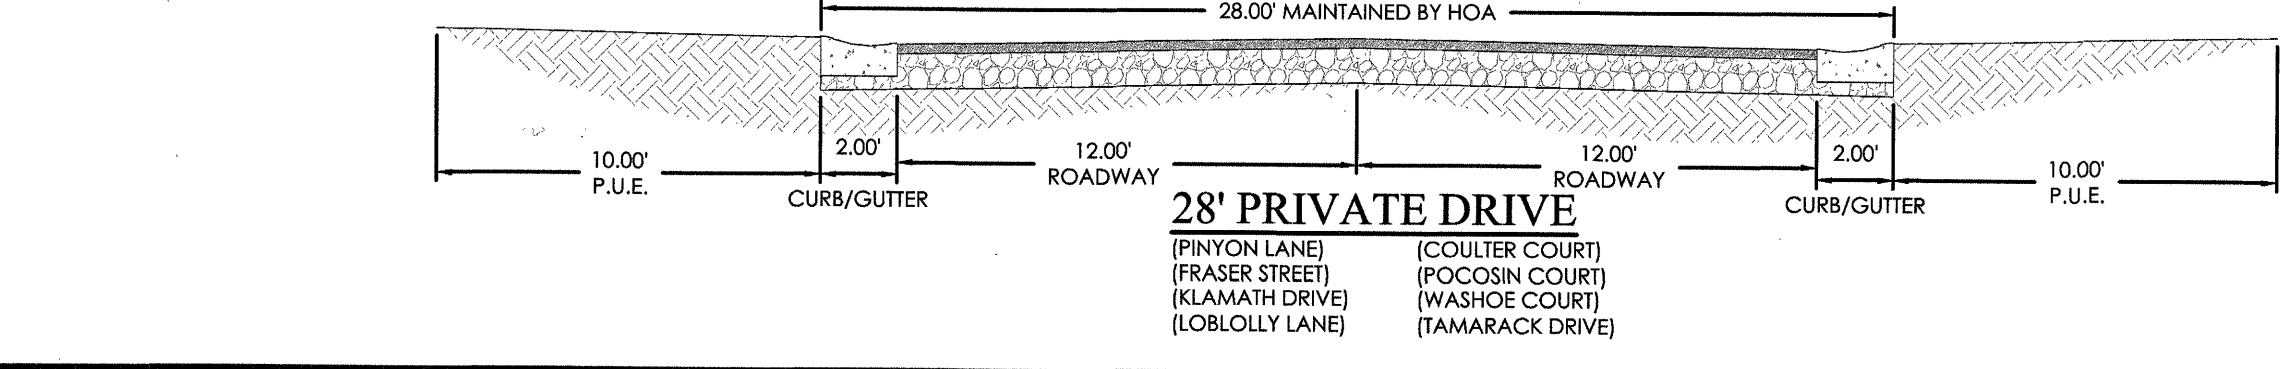 28.00' MAINTAINED BY HOA
10.00'
P.U.E.
2.00'
CURB/GUTTER
12.00'
ROADWAY
12.00'
ROADWAY
2.00'
CURB/GUTTER
10.00'
P.U.E.
28' PRIVATE DRIVE
(PINYON LANE)
(FRASER STREET)
(KLAMATH DRIVE)
(LOBLOLLY LANE)
(COULTER COURT)
(POCOSIN COURT)
(WASHOE COURT)
(TAMARACK DRIVE)